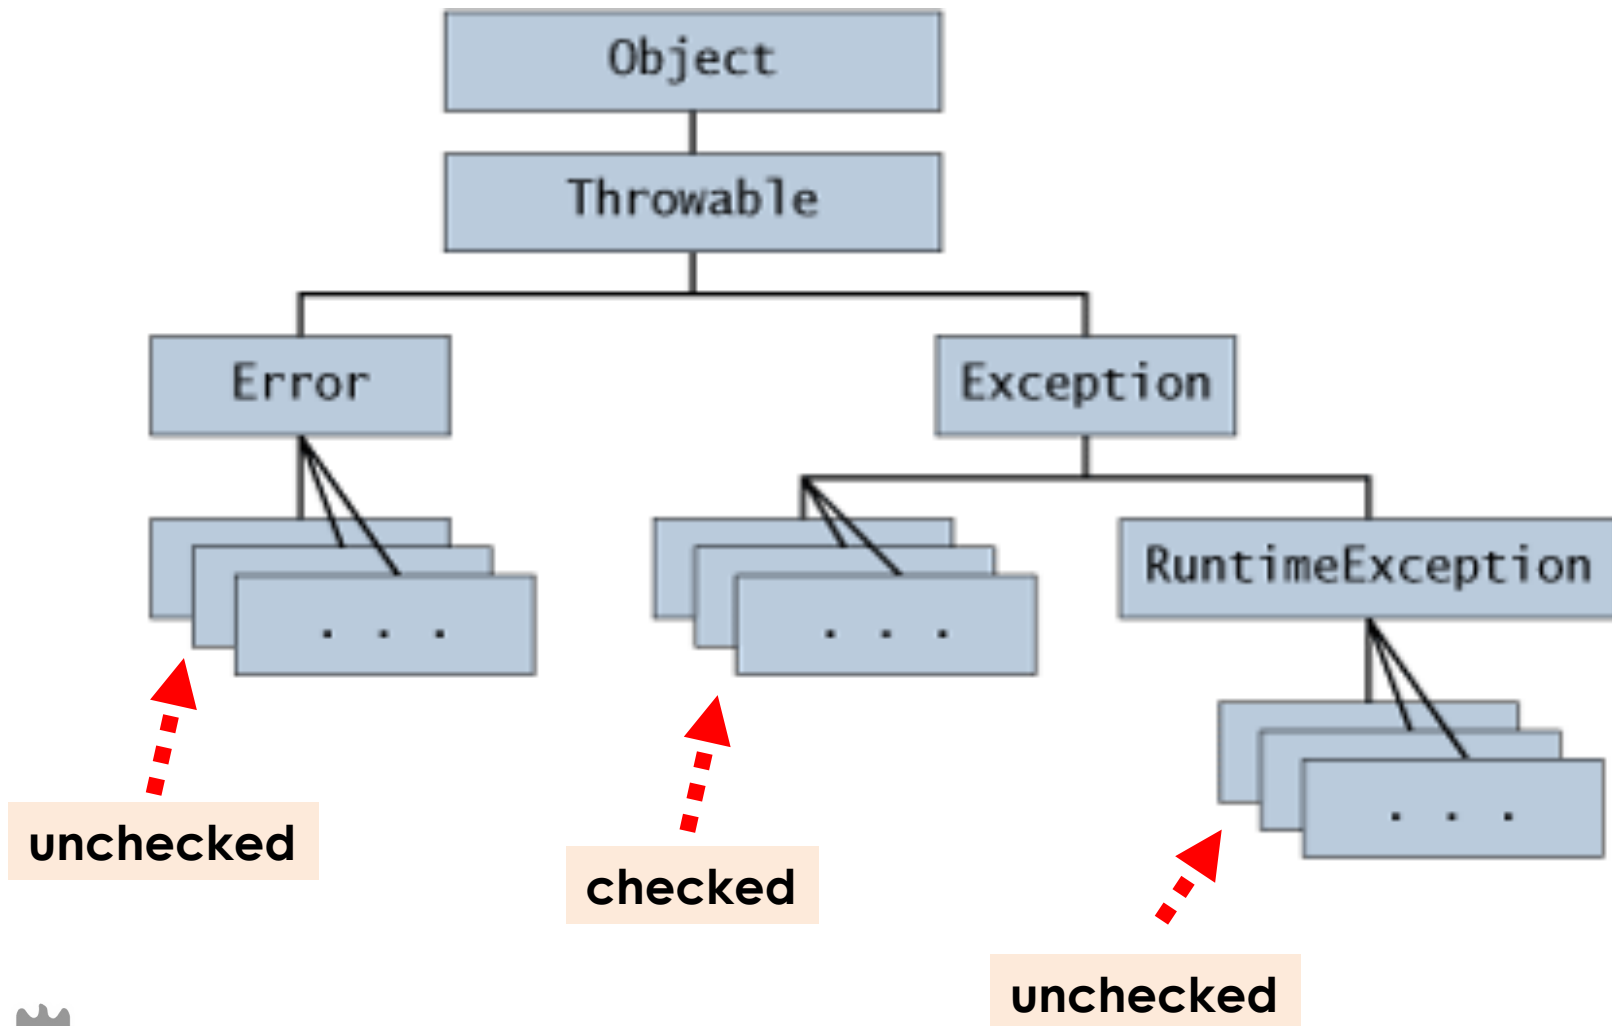 Object
Throwable
Error
Exception
RuntimeException
. . .
. . .
. . .
unchecked
checked
unchecked